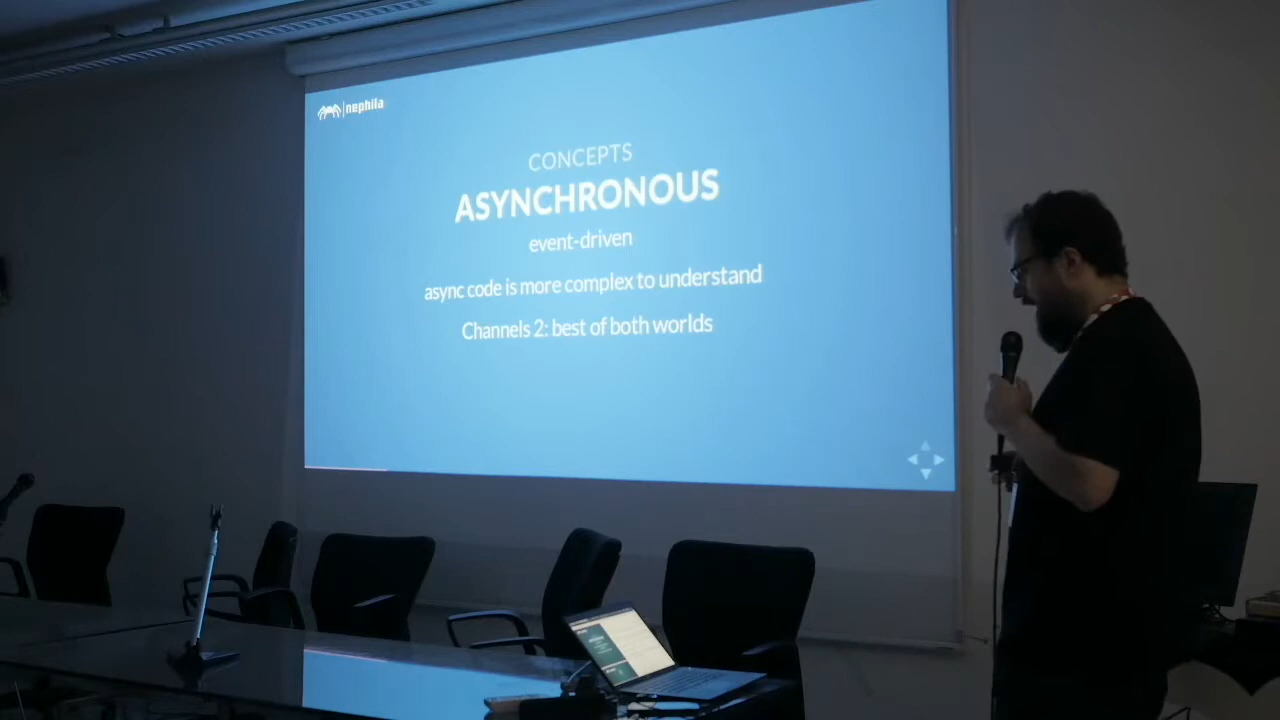 nephila
CONCEPTS
ASYNCHRONOUS
event-driven
async code is more complex to understand
Channels 2: best of both worlds